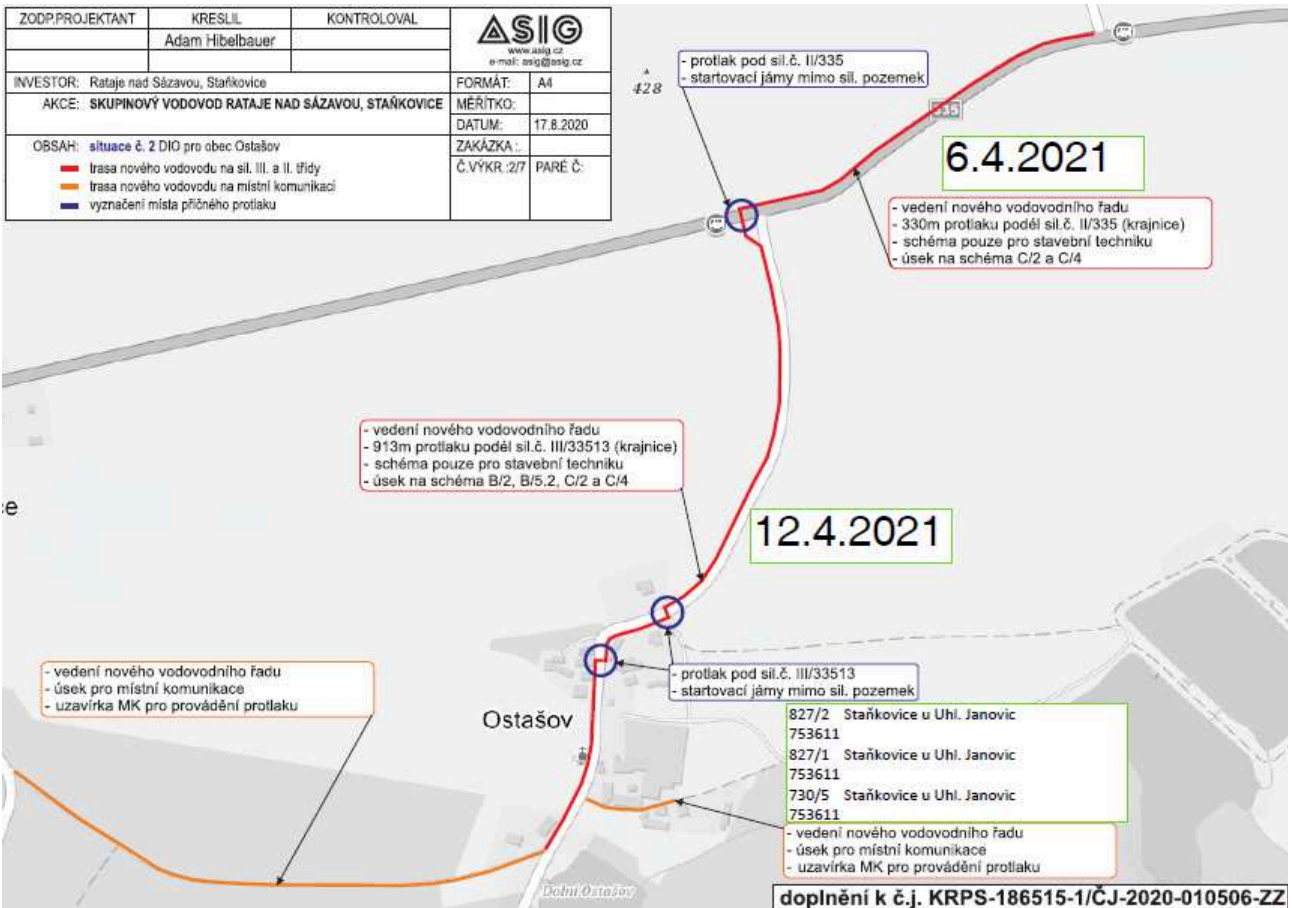 ZODP.PROJEKTANT KRESLIL KONTROLOVAL
Adam Hibelbauer
ASIG
www.asig.cz
e-mail: asig@asig.cz
INVESTOR: Rataje nad Sázavou, Staňkovice
FORMÁT: A4
AKCE: SKUPINOVÝ VODOVOD RATAJE NAD SÁZAVOU, STAŇKOVICE
MĚŘÍTKO:
DATUM: 17.8.2020
OBSAH: situace č. 2 DIO pro obec Ostašov
ZAKÁZKA :.
trasa nového vodovodu na sil. III. a II. třídy
Č.VÝKR.:2/7 PARÉ Č:
trasa nového vodovodu na místní komunikaci
vyznačení místa příčného protlaku
428
- protlak pod sil.č. II/335
- startovací jámy mimo sil. pozemek
335
6.4.2021
- vedení nového vodovodního řadu
- 330m protlaku podél sil.č. II/335 (krajnice)
- schéma pouze pro stavební techniku
- úsek na schéma C/2 a C/4
- vedení nového vodovodního řadu
- 913m protlaku podél sil.č. III/33513 (krajnice)
- schéma pouze pro stavební techniku
- úsek na schéma B/2, B/5.2, C/2 a C/4
ce
12.4.2021
- vedení nového vodovodního řadu
- úsek pro místní komunikace
- uzavírka MK pro provádění protlaku
- protlak pod sil.č. III/33513
- startovací jámy mimo sil. pozemek
Ostašov
827/2 Staňkovice u Uhl. Janovic
753611
827/1 Staňkovice u Uhl. Janovic
753611
730/5 Staňkovice u Uhl. Janovic
753611
- vedení nového vodovodního řadu
- úsek pro místní komunikace
- uzavírka MK pro provádění protlaku
Dolní Ostašov
doplnění k č.j. KRPS-186515-1/ČJ-2020-010506-ZZ